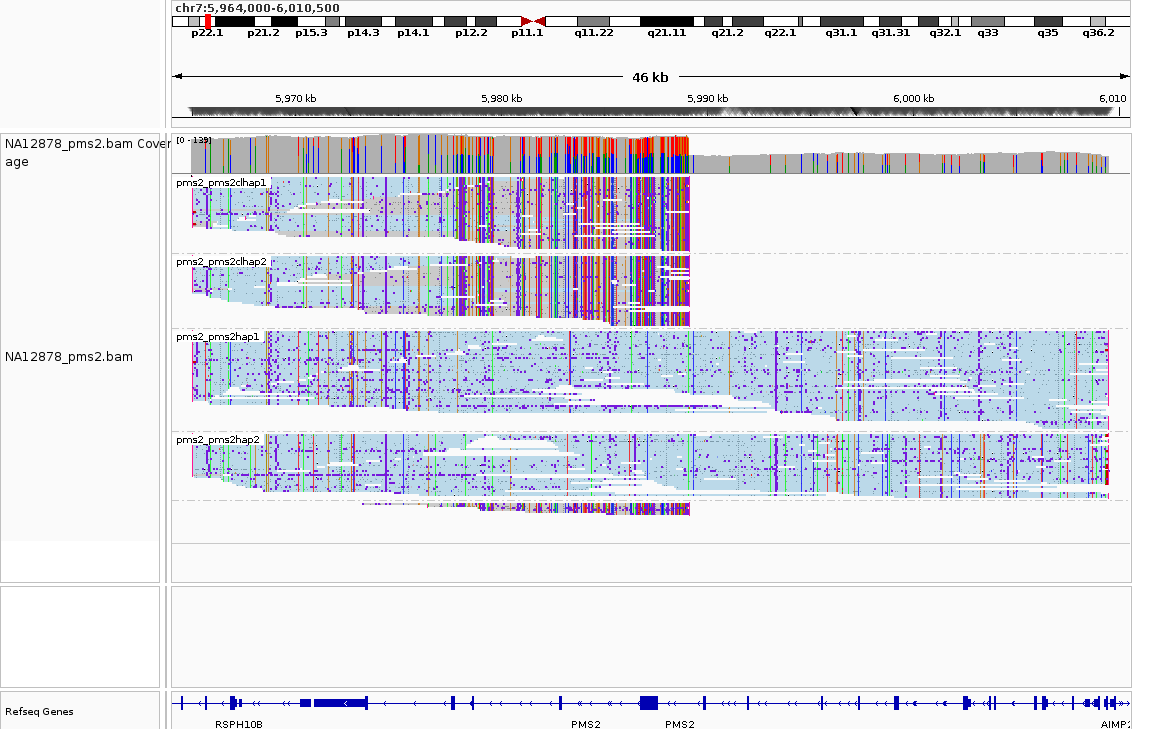 chr7:5,964,000-6,010,500
p22.1 p21.2 p15.3 p14.3 p14.1 p12.2 p11.1 q11.22 q21.11 q21.2 q22.1 q31.1 q31.31 q32.1 q33 q35 q36.2
46 kb
5,970 kb 5,980 kb 5,990 kb 6,000 kb 6,010
NA12878_pms2.bam Cover
age
[0 - 135]
pms2_pms2clhap1
pms2_pms2clhap2
pms2_pms2hap1
NA12878_pms2.bam
pms2_pms2hap2
Refseq Genes
RSPH10B PMS2 PMS2